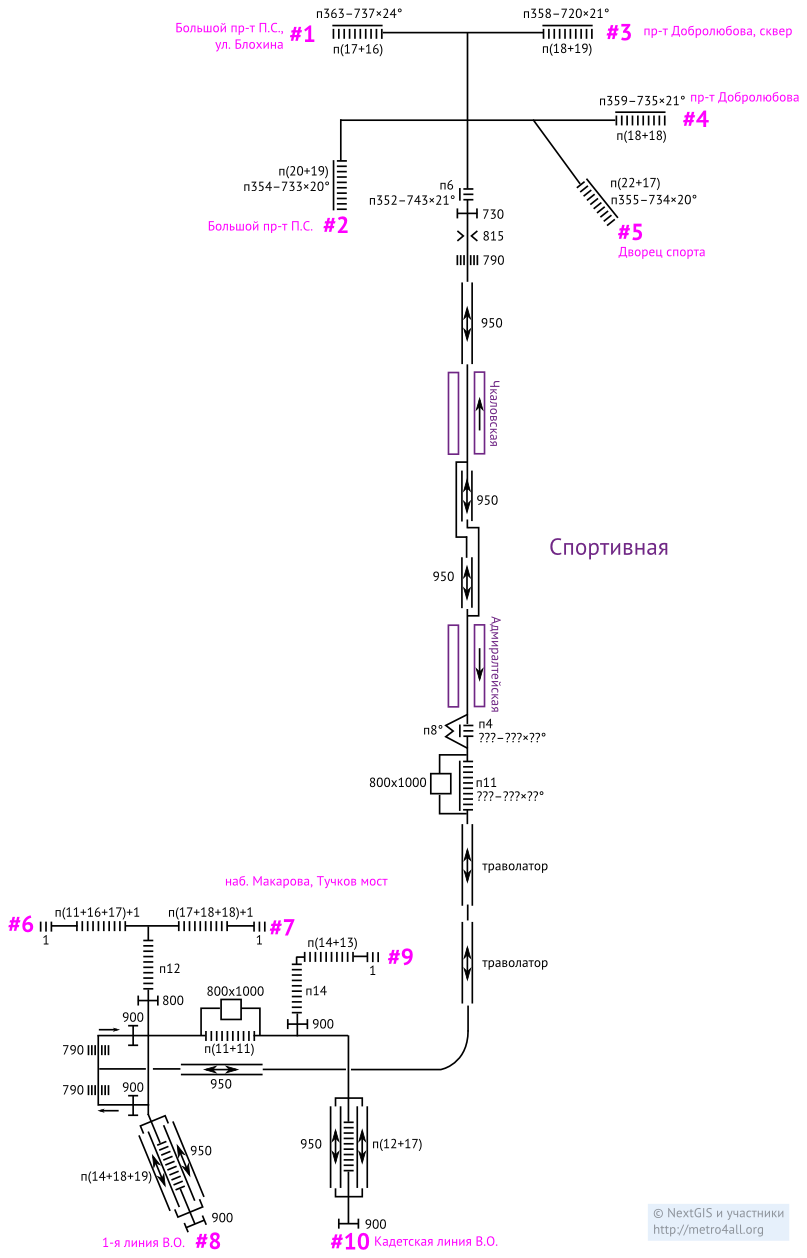 п363–737×24°
Большой пр-т П.С.,
ул. Блохина
#1
п(17+16)
п358–720×21°
#3
пр-т Добролюбова, сквер
п(18+19)
п359–735×21°
пр-т Добролюбова
#4
п(18+18)
п(20+19)
п354–733×20°
Большой пр-т П.С.
#2
п6
п352–743×21°
730
815
790
п(22+17)
п355–734×20°
#5
Дворец спорта
950
Чкаловская
950
Спортивная
950
Адмиралтейская
п8°
п4
???–???×??°
800x1000
п11
???–???×??°
траволатор
наб. Макарова, Тучков мост
#6
п(11+16+17)+1
п(17+18+18)+1
#7
1
1
п(14+13)
#9
1
траволатор
п12
800
800x1000
п14
900
900
п(11+11)
790
790
900
950
950
п(14+18+19)
900
1-я линия В.О.
#8
950
п(12+17)
900
#10
Кадетская линия В.О.
© NextGIS и участники
http://metro4all.org